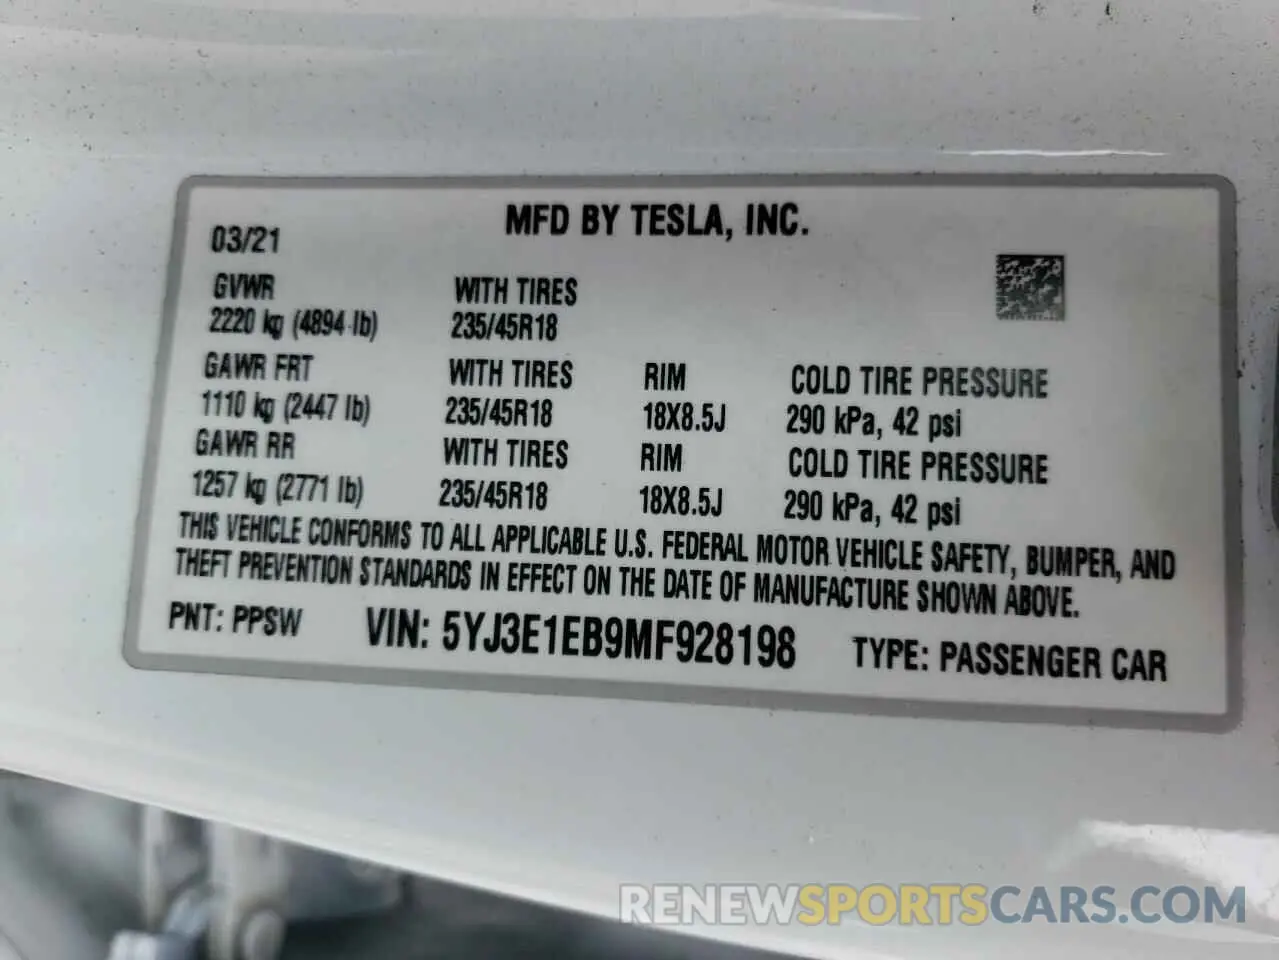 MFD BY TESLA, INC.
03/21
GVWR WITH TIRES
2220 kg (4894 lb) 235/45R18
GAWR FRT WITH TIRES RIM COLD TIRE PRESSURE
1110 kg (2447 lb) 235/45R18 18X8.5J 290 kPa, 42 psi
GAWR RR WITH TIRES RIM COLD TIRE PRESSURE
1257 kg (2771 lb) 235/45R18 18X8.5J 290 kPa, 42 psi
THIS VEHICLE CONFORMS TO ALL APPLICABLE U.S. FEDERAL MOTOR VEHICLE SAFETY, BUMPER, AND
THEFT PREVENTION STANDARDS IN EFFECT ON THE DATE OF MANUFACTURE SHOWN ABOVE.
PNT: PPSW VIN: 5YJ3E1EB9MF928198 TYPE: PASSENGER CAR
RENEWSPORTSCARS.COM